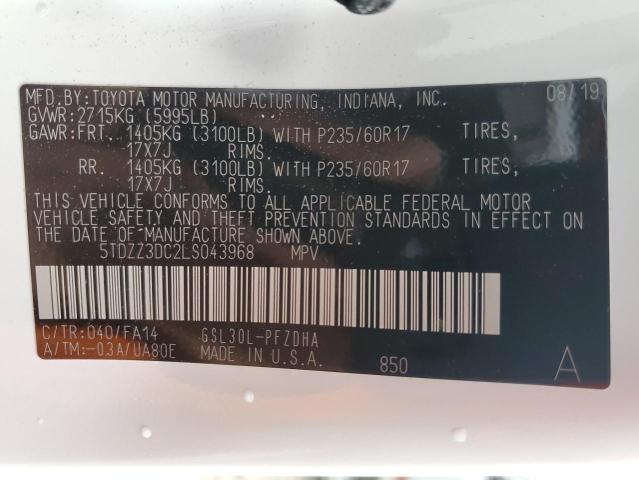 MFD.BY:TOYOTA MOTOR MANUFACTURING, INDIANA, INC. 08/19
GVWR:2715KG (5995LB)
GAWR:FRT. 1405KG (3100LB) WITH P235/60R17 TIRES,
17X7J RIMS.
RR. 1405KG (3100LB) WITH P235/60R17 TIRES,
17X7J RIMS.
THIS VEHICLE CONFORMS TO ALL APPLICABLE FEDERAL MOTOR
VEHICLE SAFETY AND THEFT PREVENTION STANDARDS IN EFFECT ON
THE DATE OF MANUFACTURE SHOWN ABOVE.
5TDZZ3DC2LS043968 MPV
C/TR:040/FA14 GSL30L-PFZDHA
A/TM:-03A/UA80E MADE IN U.S.A. 850 A